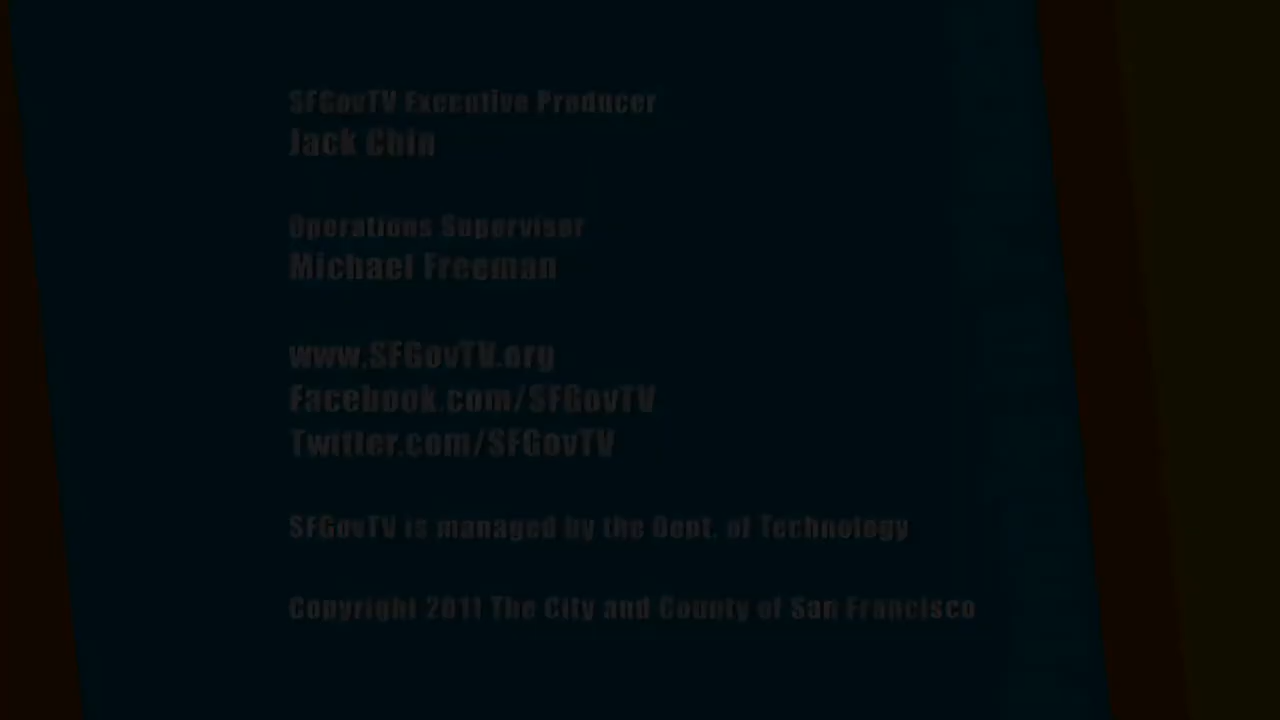 SFGovTV Executive Producer
Jack Chin
Operations Supervisor
Michael Freeman
www.SFGovTV.org
Facebook.com/SFGovTV
Twitter.com/SFGovTV
SFGovTV is managed by the Dept. of Technology
Copyright 2011 The City and County of San Francisco